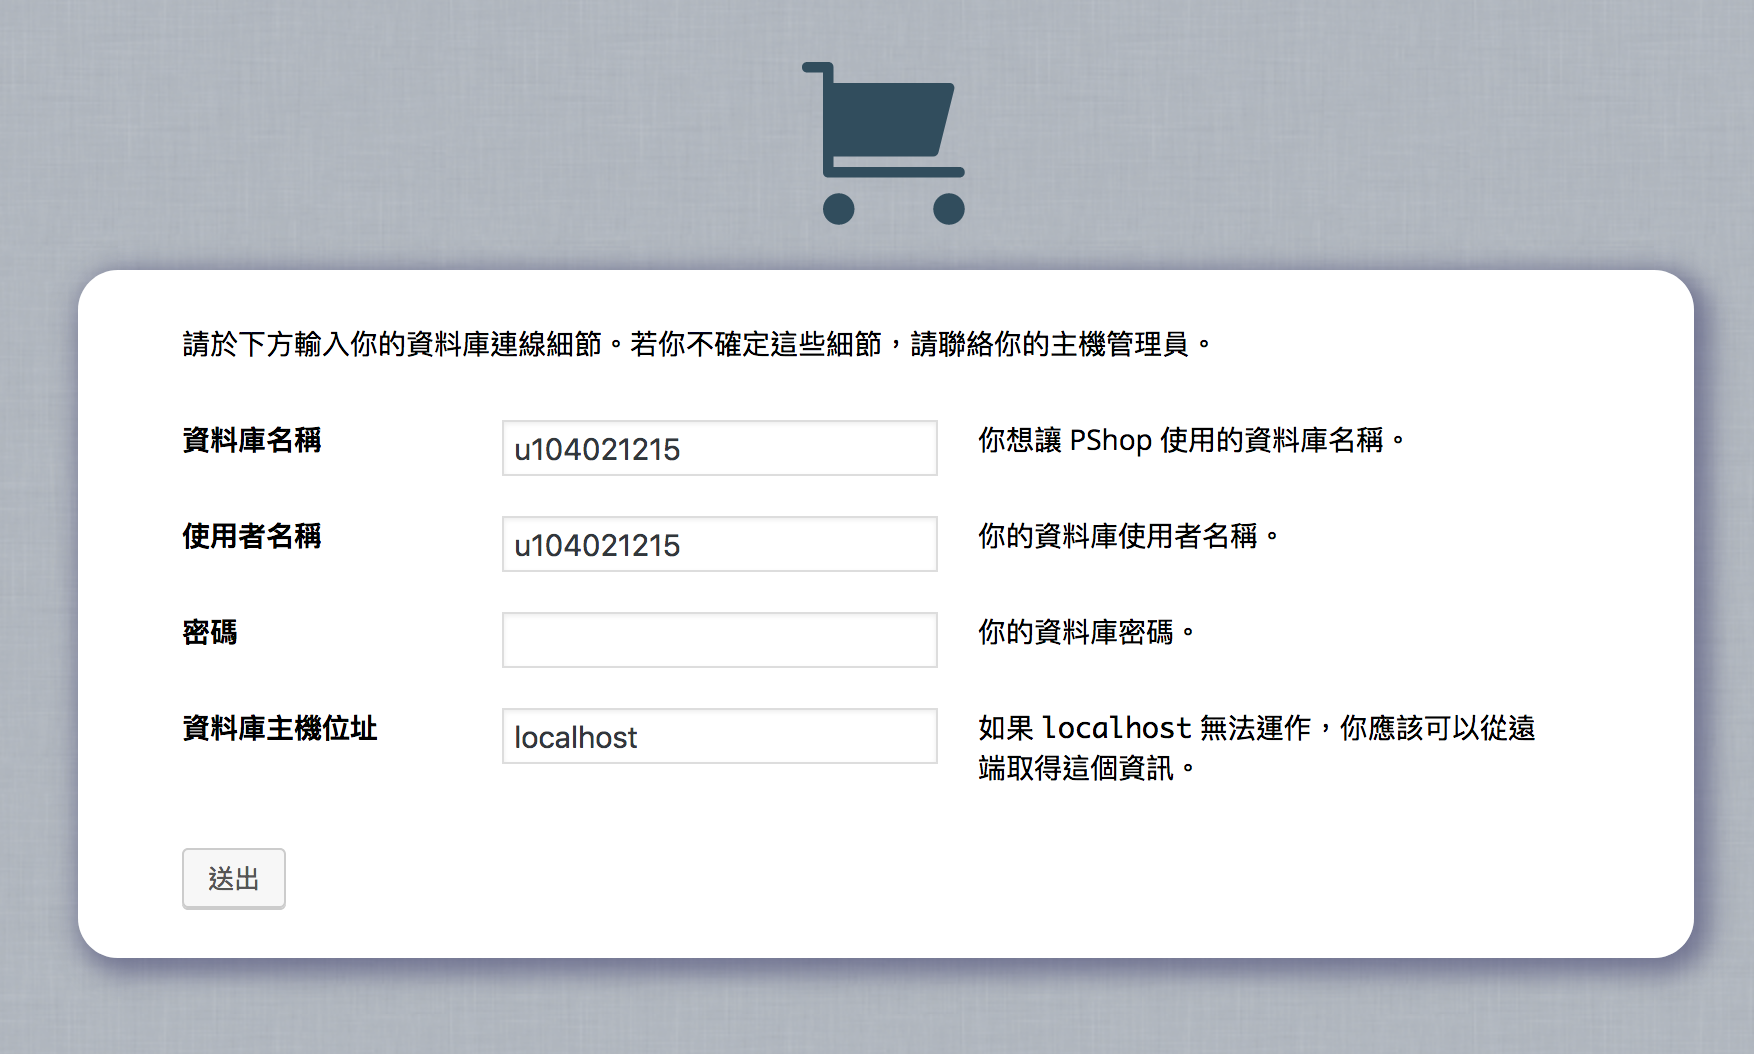 請於下方輸入你的資料庫連線細節。若你不確定這些細節，請聯絡你的主機管理員。
資料庫名稱
u104021215
你想讓 PShop 使用的資料庫名稱。
使用者名稱
u104021215
你的資料庫使用者名稱。
密碼
你的資料庫密碼。
資料庫主機位址
localhost
如果 localhost 無法運作，你應該可以從遠
端取得這個資訊。
送出